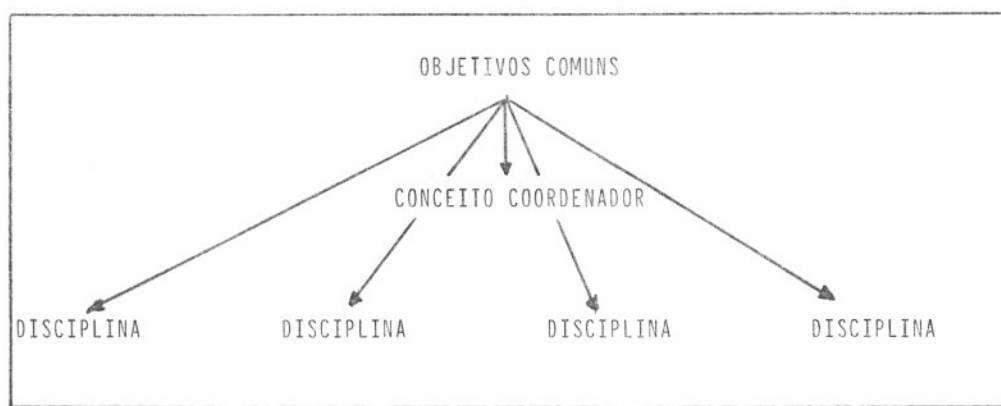 OBJETIVOS COMUNS
CONCEITO COORDENADOR
DISCIPLINA DISCIPLINA DISCIPLINA DISCIPLINA